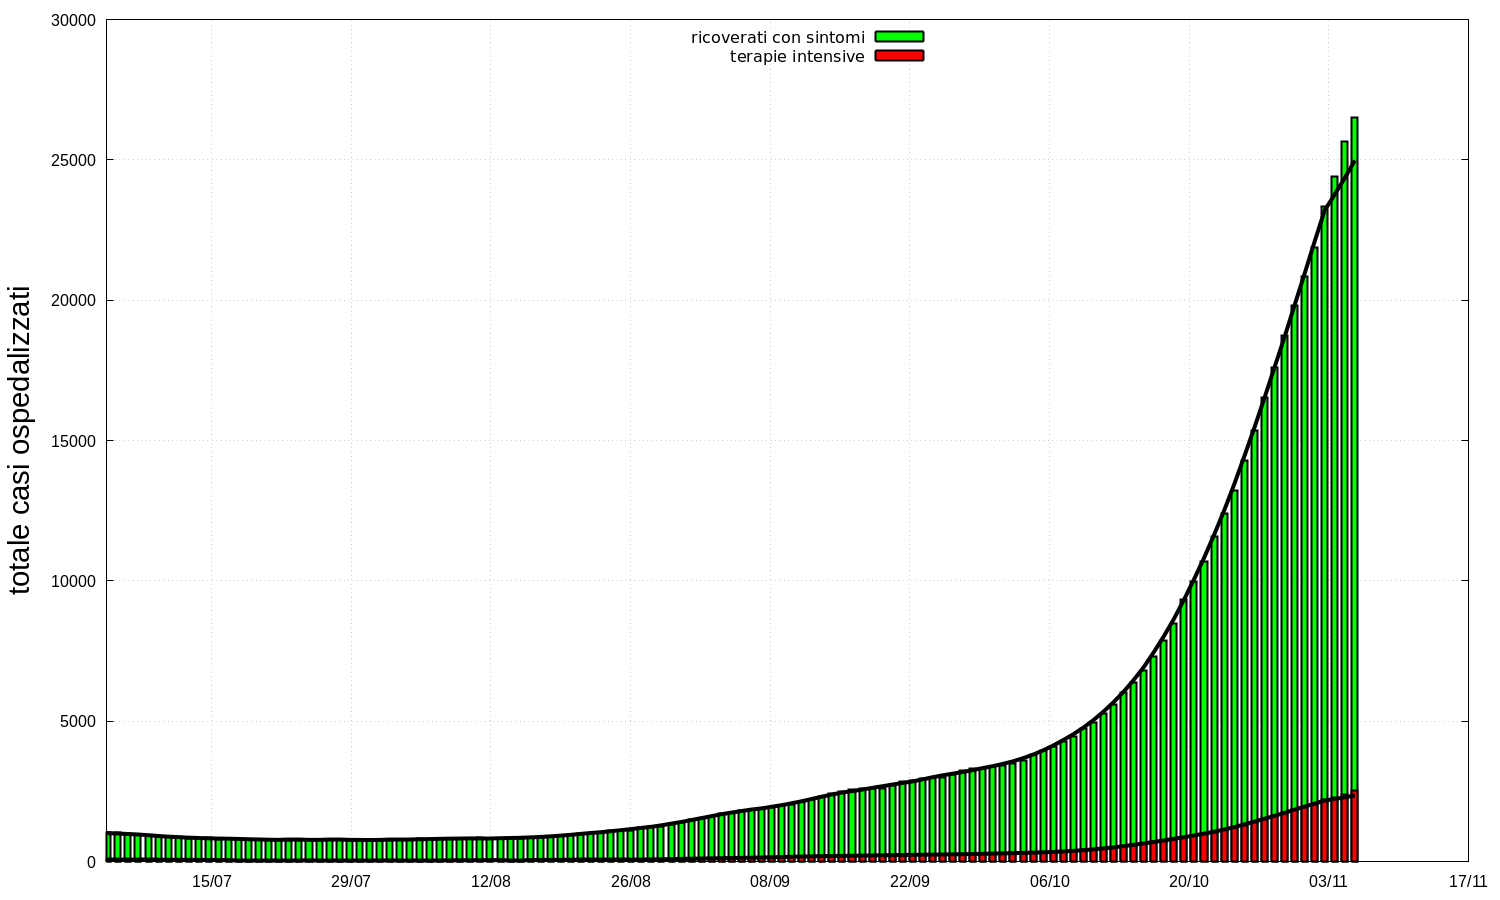 ricoverati con sintomi
terapie intensive
totale casi ospedalizzati
30000
25000
20000
15000
10000
5000
0
15/07 29/07 12/08 26/08 08/09 22/09 06/10 20/10 03/11 17/11